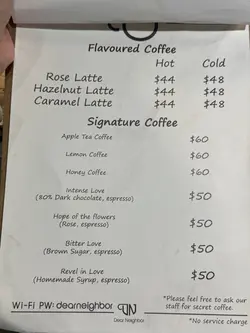 Flavoured Coffee
Hot Cold
Rose Latte $44 $48
Hazelnut Latte $44 $48
Caramel Latte $44 $48
Signature Coffee
Apple Tea Coffee $60
Lemon Coffee $60
Honey Coffee $60
Intense Love
(80% Dark chocolate, espresso) $50
Hope of the flowers
(Rose, espresso) $50
Bitter Love
(Brown Sugar, espresso) $50
Revel in Love
(Homemade Syrup, espresso) $50
Wi-Fi PW: dearneighbor
Dear Neighbor
*Please feel free to ask our
staff for secret coffee.
*No service charge